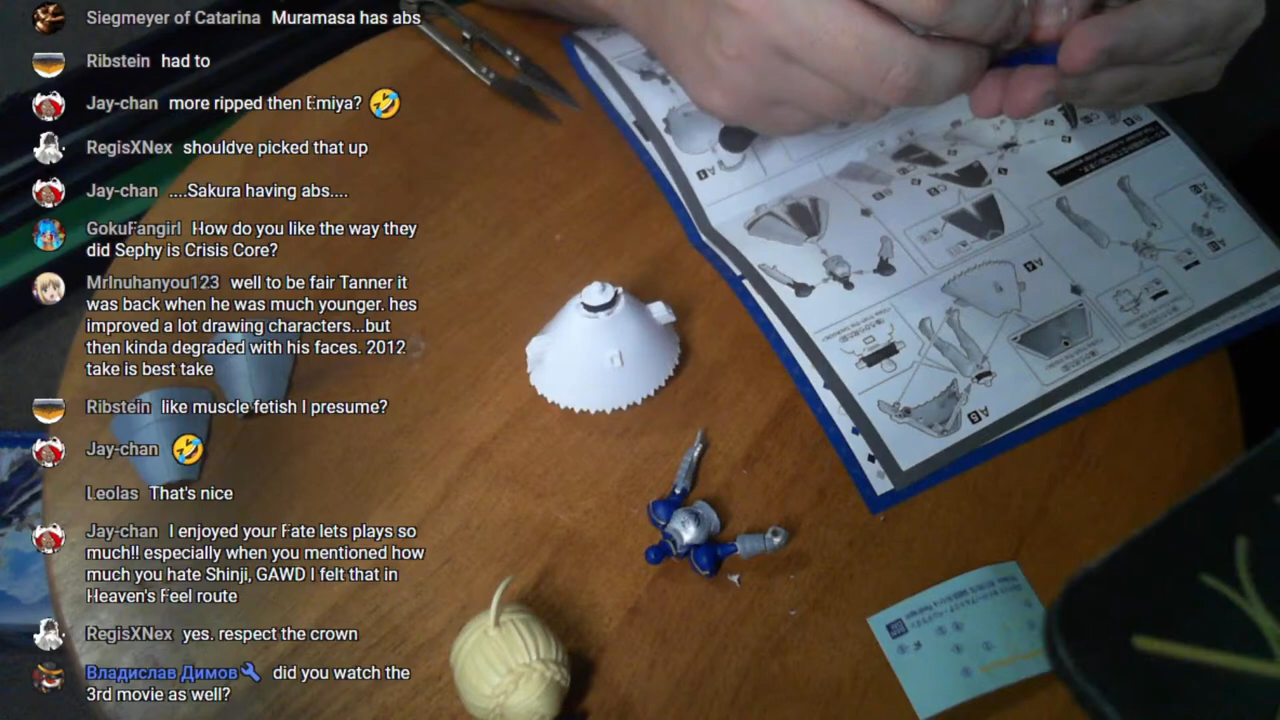 Siegmeyer of Catarina Muramasa has abs
Ribstein had to
Jay-chan more ripped then Emiya? 🤣
RegisXNex shouldve picked that up
Jay-chan ....Sakura having abs....
GokuFangirl How do you like the way they
did Sephy is Crisis Core?
MrInuhanyou123 well to be fair Tanner it
was back when he was much younger. hes
improved a lot drawing characters...but
then kinda degraded with his faces. 2012
take is best take
Ribstein like muscle fetish I presume?
Jay-chan 🤣
Leolas That's nice
Jay-chan I enjoyed your Fate lets plays so
much!! especially when you mentioned how
much you hate Shinji, GAWD I felt that in
Heaven's Feel route
RegisXNex yes. respect the crown
Владислав Димов🔧 did you watch the
3rd movie as well?